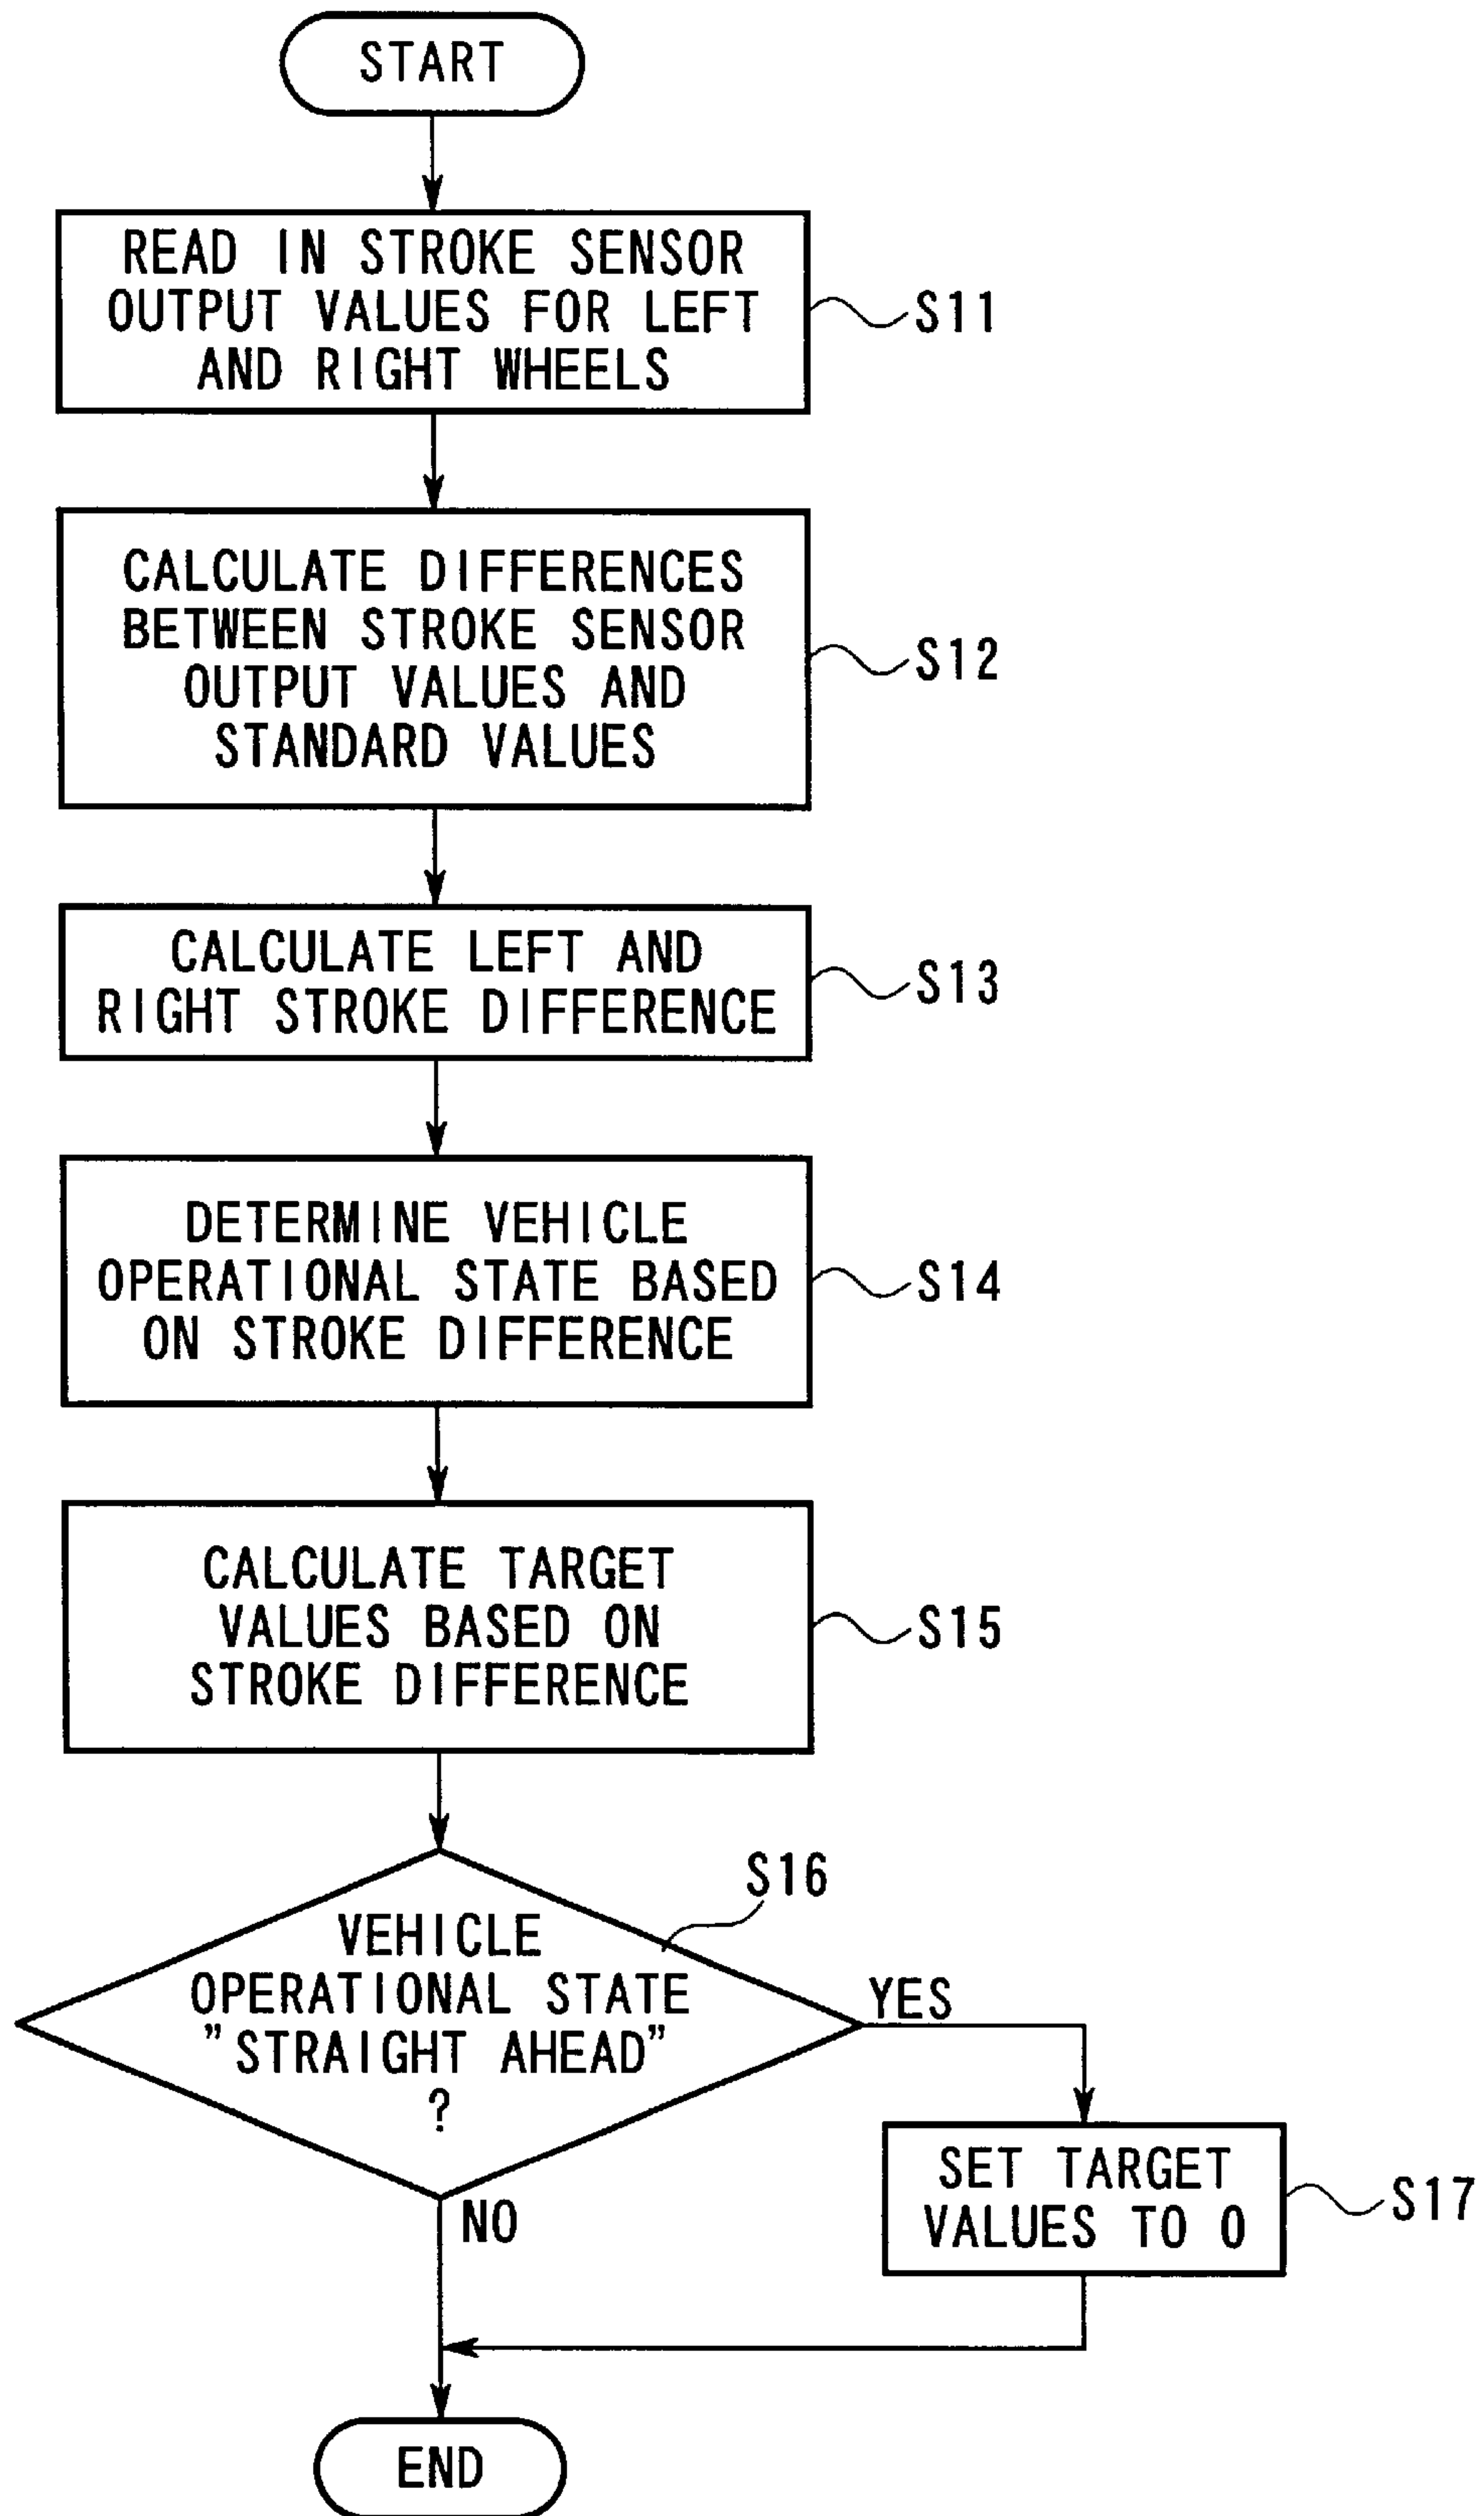 START
READ IN STROKE SENSOR
OUTPUT VALUES FOR LEFT
AND RIGHT WHEELS
S11
CALCULATE DIFFERENCES
BETWEEN STROKE SENSOR
OUTPUT VALUES AND
STANDARD VALUES
S12
CALCULATE LEFT AND
RIGHT STROKE DIFFERENCE
S13
DETERMINE VEHICLE
OPERATIONAL STATE BASED
ON STROKE DIFFERENCE
S14
CALCULATE TARGET
VALUES BASED ON
STROKE DIFFERENCE
S15
S16
VEHICLE
OPERATIONAL STATE
"STRAIGHT AHEAD"
?
YES
SET TARGET
VALUES TO 0
S17
NO
END